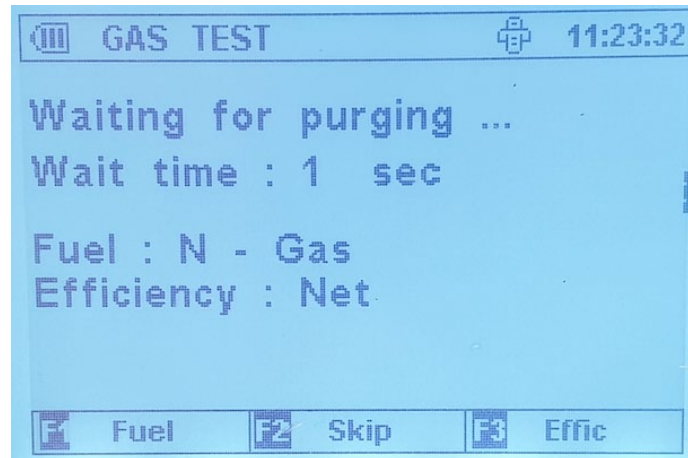 GAS TEST 11:23:32
Waiting for purging ...
Wait time : 1 sec
Fuel : N - Gas
Efficiency : Net
F1 Fuel F2 Skip F3 Effic